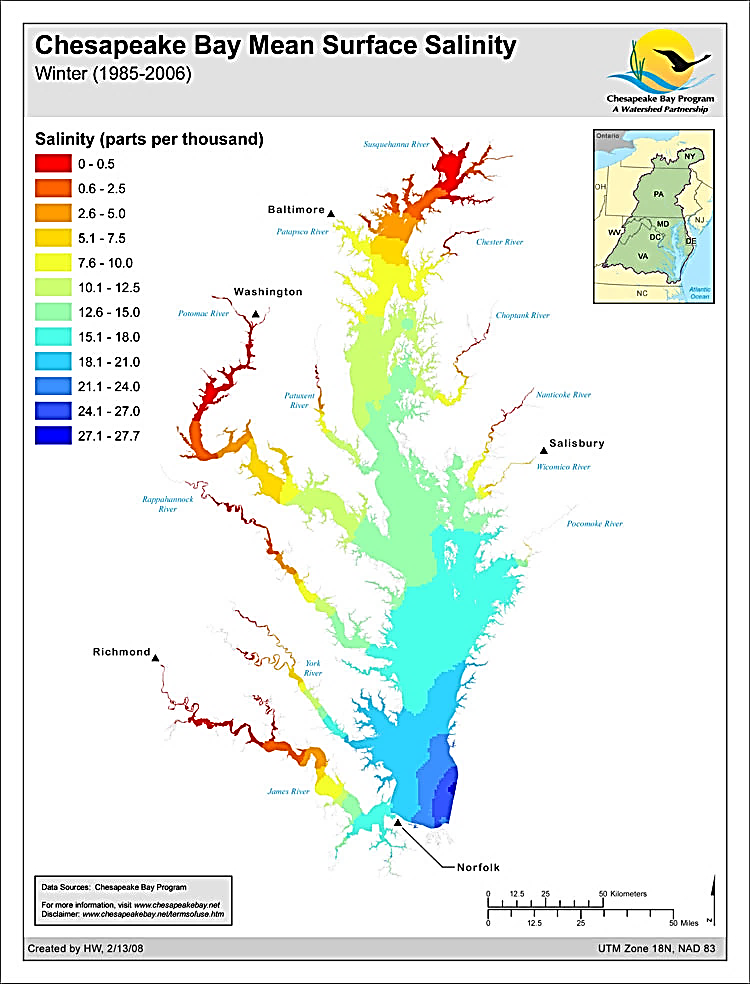 Chesapeake Bay Mean Surface Salinity
Winter (1985-2006)
Chesapeake Bay Program
A Watershed Partnership
Salinity (parts per thousand)
0 - 0.5
0.6 - 2.5
2.6 - 5.0
5.1 - 7.5
7.6 - 10.0
10.1 - 12.5
12.6 - 15.0
15.1 - 18.0
18.1 - 21.0
21.1 - 24.0
24.1 - 27.0
27.1 - 27.7
Susquehanna River
Baltimore
Patapsco River
Chester River
Washington
Potomac River
Choptank River
Patuxent
River
Nanticoke River
Salisbury
Wicomico River
Rappahannock
River
Pocomoke River
Richmond
York
River
James River
Norfolk
Ontario
NY
OH
PA
NJ
MD
WV
DC
DE
VA
NC
Atlantic
Ocean
Data Sources: Chesapeake Bay Program
For more information, visit www.chesapeakebay.net
Disclaimer: www.chesapeakebay.net/termsofuse.htm
0 12.5 25 50 Kilometers
0 12.5 25 50 Miles
N
Created by HW, 2/13/08
UTM Zone 18N, NAD 83